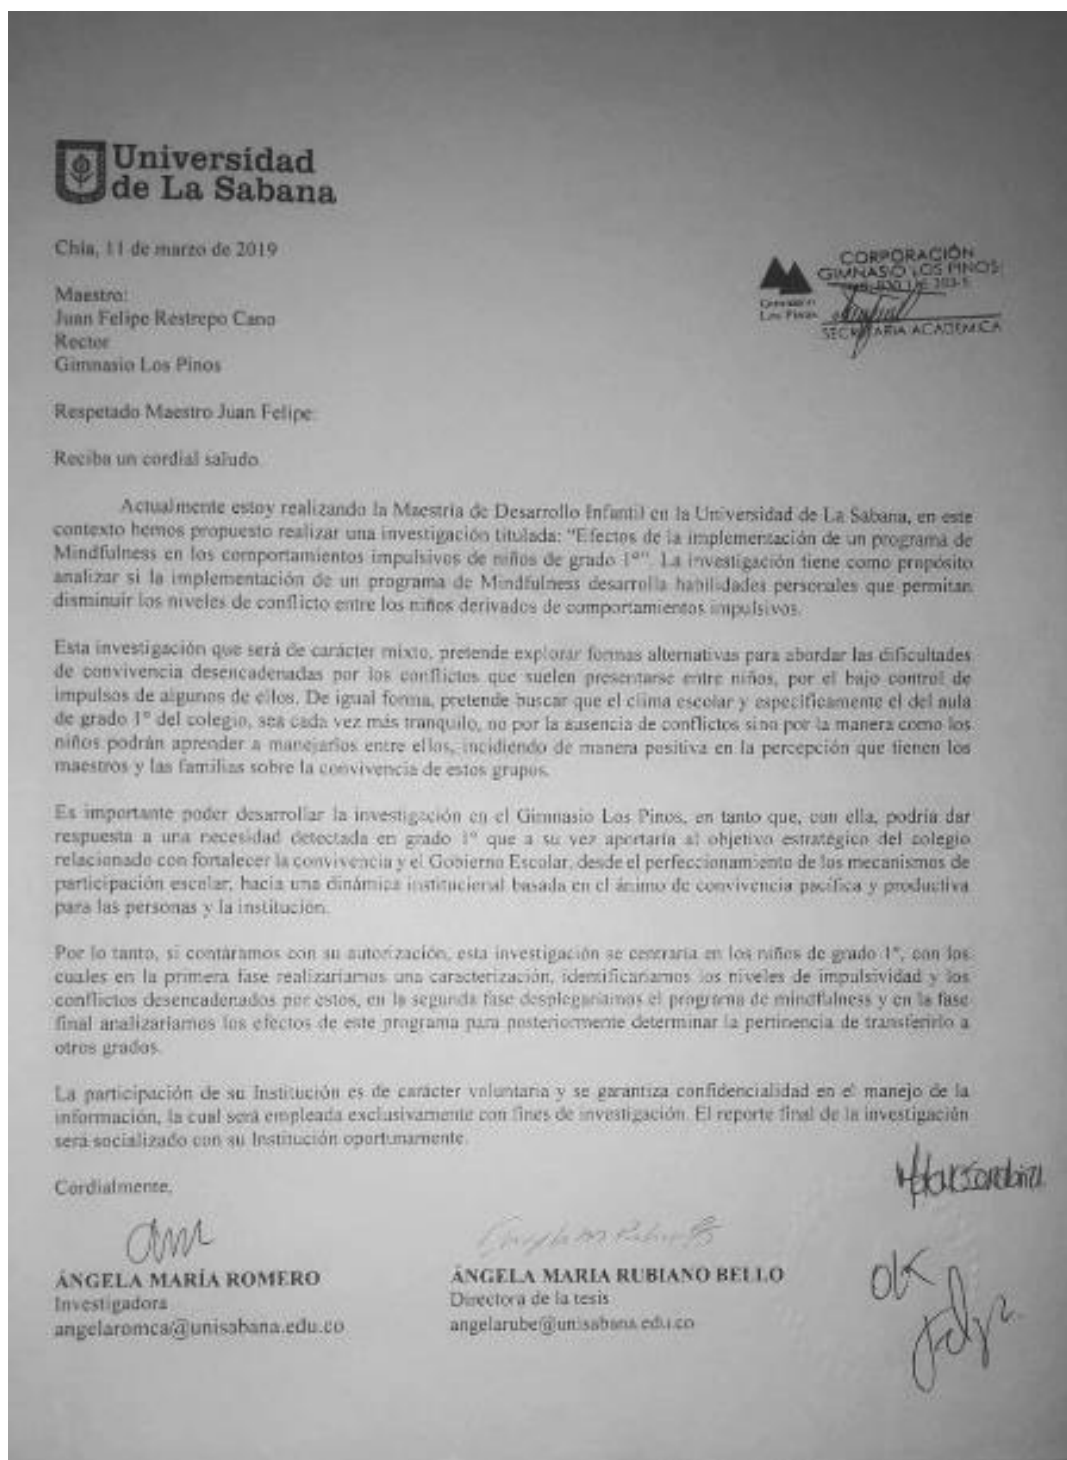 Universidad
de La Sabana
Chía, 11 de marzo de 2019
CORPORACIÓN
GIMNASIO LOS PINOS
Gimnasio
Los Pinos
SECRETARIA ACADEMICA
Maestro:
Juan Felipe Restrepo Cano
Rector
Gimnasio Los Pinos
Respetado Maestro Juan Felipe:
Reciba un cordial saludo.
Actualmente estoy realizando la Maestría de Desarrollo Infantil en la Universidad de La Sabana, en este
contexto hemos propuesto realizar una investigación titulada: "Efectos de la implementación de un programa de
Mindfulness en los comportamientos impulsivos de niños de grado 1°". La investigación tiene como propósito
analizar si la implementación de un programa de Mindfulness desarrolla habilidades personales que permitan
disminuir los niveles de conflicto entre los niños derivados de comportamientos impulsivos.
Esta investigación que será de carácter mixto, pretende explorar formas alternativas para abordar las dificultades
de convivencia desencadenadas por los conflictos que suelen presentarse entre niños, por el bajo control de
impulsos de algunos de ellos. De igual forma, pretende buscar que el clima escolar y específicamente el del aula
de grado 1° del colegio, sea cada vez más tranquilo, no por la ausencia de conflictos sino por la manera como los
niños podrán aprender a manejarlos entre ellos, incidiendo de manera positiva en la percepción que tienen los
maestros y las familias sobre la convivencia de estos grupos.
Es importante poder desarrollar la investigación en el Gimnasio Los Pinos, en tanto que, con ella, podría dar
respuesta a una necesidad detectada en grado 1° que a su vez aportaría al objetivo estratégico del colegio
relacionado con fortalecer la convivencia y el Gobierno Escolar, desde el perfeccionamiento de los mecanismos de
participación escolar, hacia una dinámica institucional basada en el ánimo de convivencia pacífica y productiva
para las personas y la institución.
Por lo tanto, si contáramos con su autorización, esta investigación se centraría en los niños de grado 1°, con los
cuales en la primera fase realizaríamos una caracterización, identificaríamos los niveles de impulsividad y los
conflictos desencadenados por estos, en la segunda fase desplegaríamos el programa de mindfulness y en la fase
final analizaríamos los efectos de este programa para posteriormente determinar la pertinencia de transferirlo a
otros grados.
La participación de su Institución es de carácter voluntaria y se garantiza confidencialidad en el manejo de la
información, la cual será empleada exclusivamente con fines de investigación. El reporte final de la investigación
será socializado con su Institución oportunamente.
Cordialmente,
ÁNGELA MARÍA ROMERO
Investigadora
angelaromca@unisabana.edu.co
ÁNGELA MARIA RUBIANO BELLO
Directora de la tesis
angelarube@unisabana.edu.co
OK